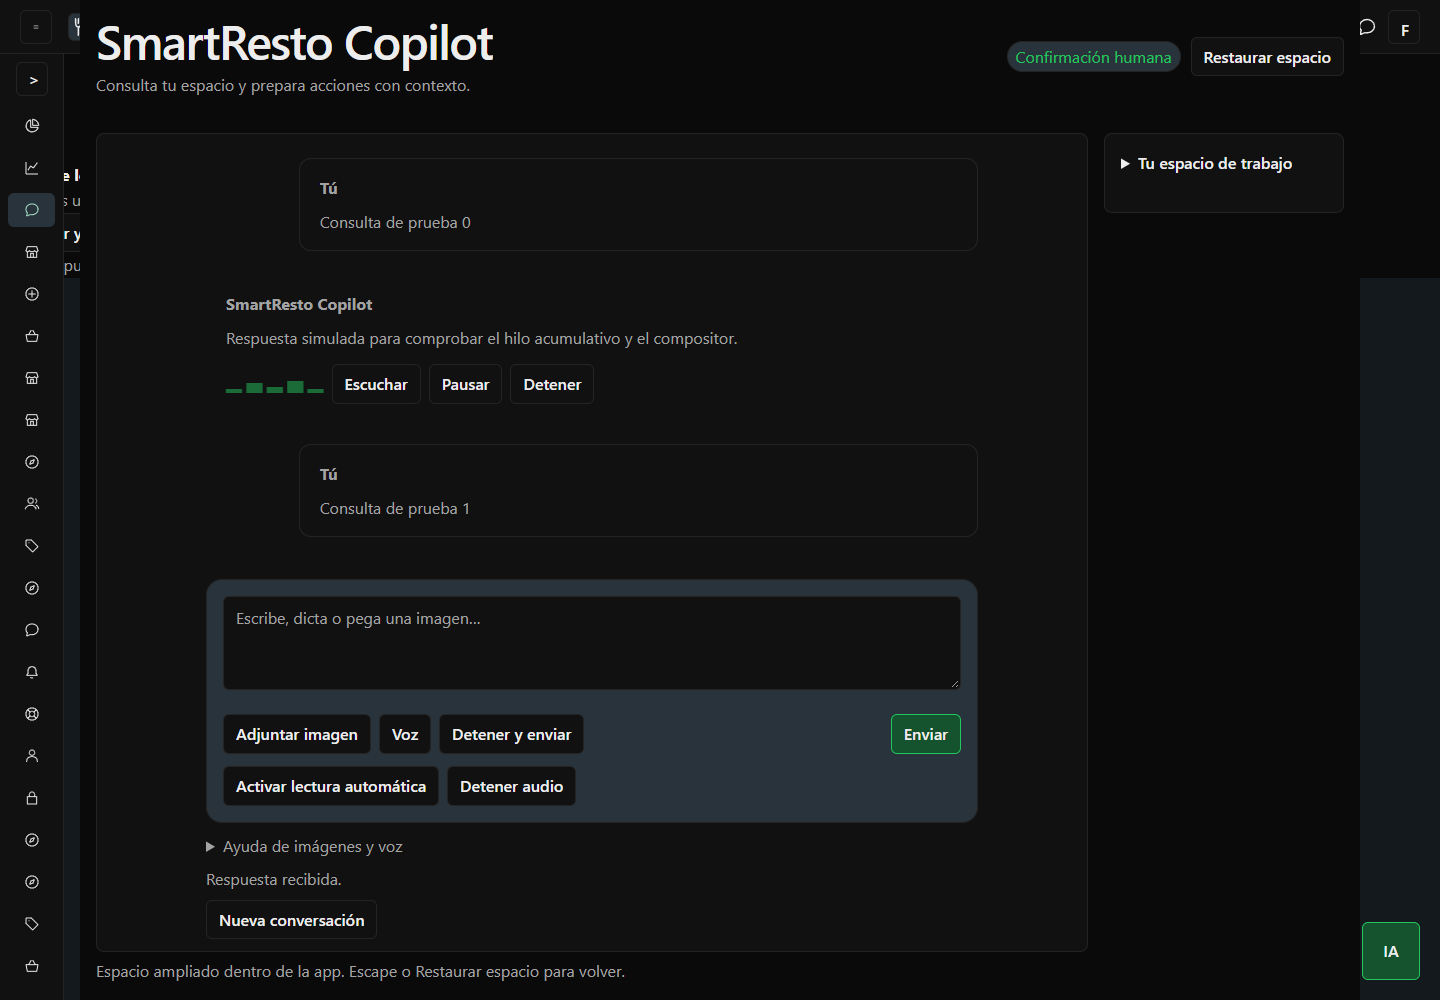 SmartResto Copilot
Consulta tu espacio y prepara acciones con contexto.
Confirmación humana
Restaurar espacio
F
>
e l
s u
r y
pu
Tú
Consulta de prueba 0
Tu espacio de trabajo
SmartResto Copilot
Respuesta simulada para comprobar el hilo acumulativo y el compositor.
Escuchar
Pausar
Detener
Tú
Consulta de prueba 1
Escribe, dicta o pega una imagen...
Adjuntar imagen
Voz
Detener y enviar
Enviar
Activar lectura automática
Detener audio
Ayuda de imágenes y voz
Respuesta recibida.
Nueva conversación
IA
Espacio ampliado dentro de la app. Escape o Restaurar espacio para volver.